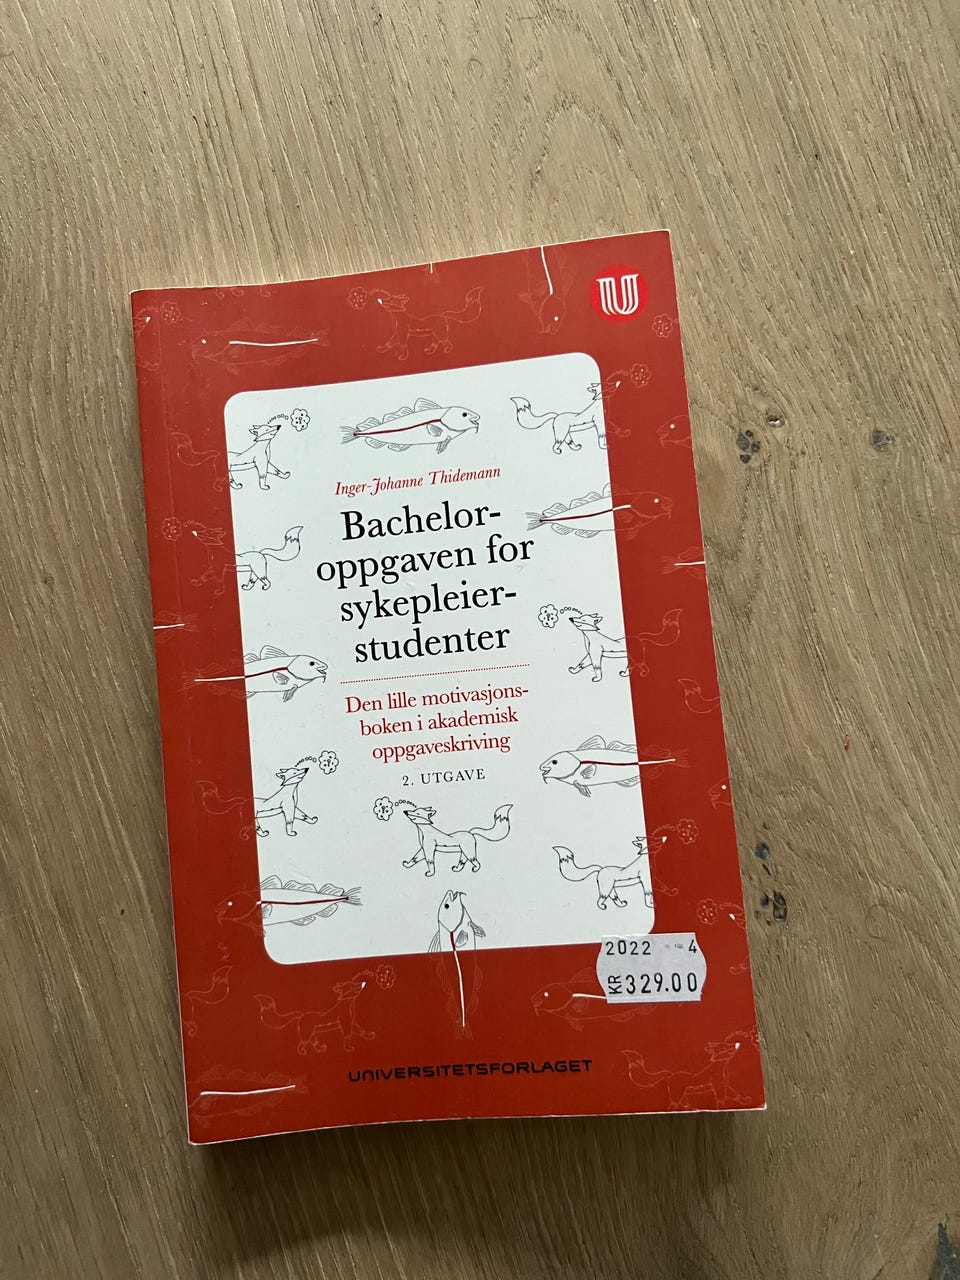 U
Inger-Johanne Thidemann
Bachelor-
oppgaven for
sykepleier-
studenter
Den lille motivasjons-
boken i akademisk
oppgaveskriving
2. UTGAVE
2022 № 4
KR 329.00
UNIVERSITETSFORLAGET